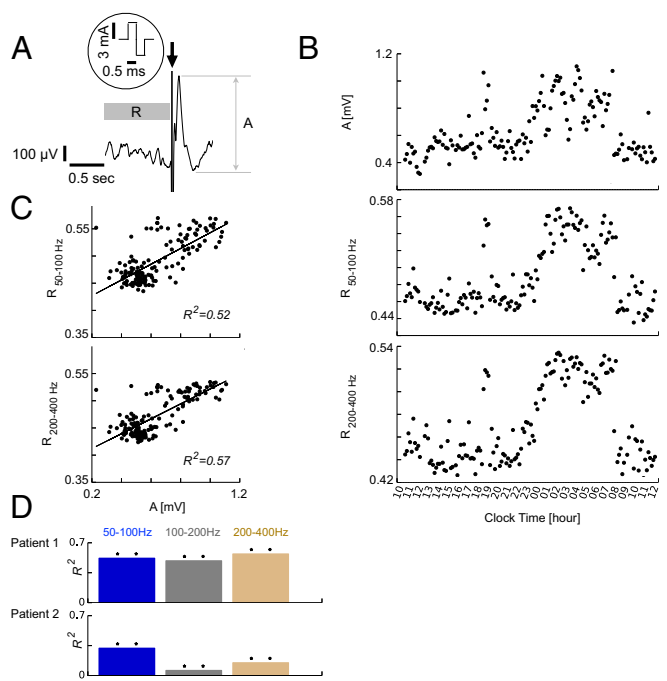 A
3 mA
0.5 ms
R
A
100 µV
0.5 sec
B
1.2
A [mV]
0.4
0.58
R 50-100 Hz
0.44
0.54
R 200-400 Hz
0.42
10 11 12 13 14 15 16 17 18 19 20 21 22 23 00 01 02 03 04 05 06 07 08 09 10 11 12
Clock Time [hour]
C
0.55
R 50-100 Hz
0.35
R²=0.52
0.55
R 200-400 Hz
0.35
R²=0.57
0.2
1.2
A [mV]
D
50-100Hz 100-200Hz 200-400Hz
Patient 1
0.7
R²
0
* * * * * *
Patient 2
0.7
R²
0
* * * * * *